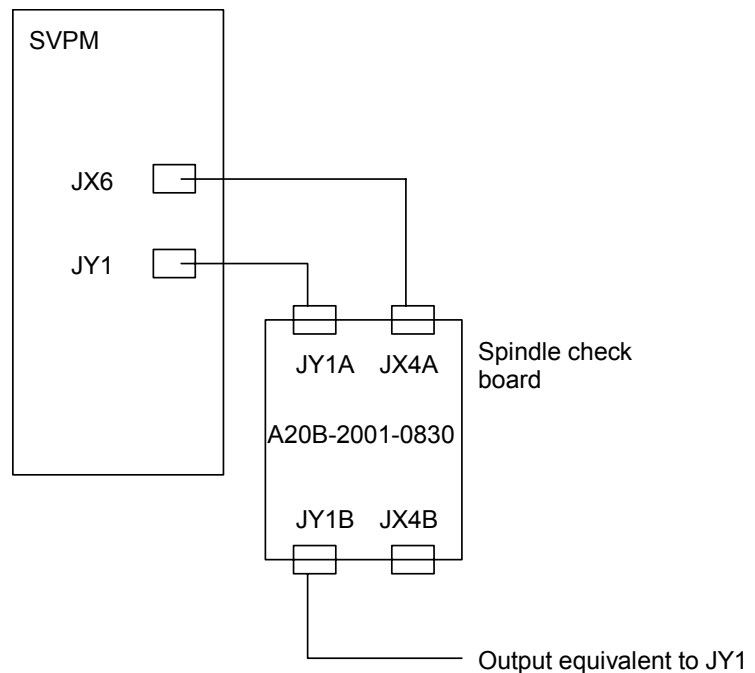 SVPM
JX6
JY1
JY1A JX4A
Spindle check
board
A20B-2001-0830
JY1B JX4B
Output equivalent to JY1